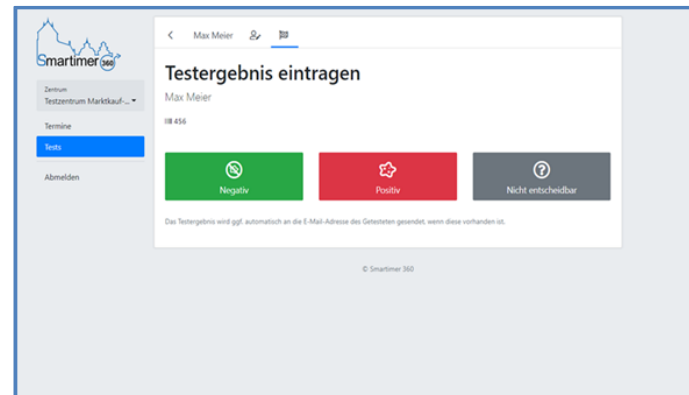 Smartimer 360
Zentrum
Testzentrum Marktkauf-...
Termine
Tests
Abmelden
Max Meier
Testergebnis eintragen
Max Meier
456
Negativ
Positiv
Nicht entscheidbar
Das Testergebnis wird ggf. automatisch an die E-Mail-Adresse des Getesteten gesendet, wenn diese vorhanden ist.
© Smartimer 360